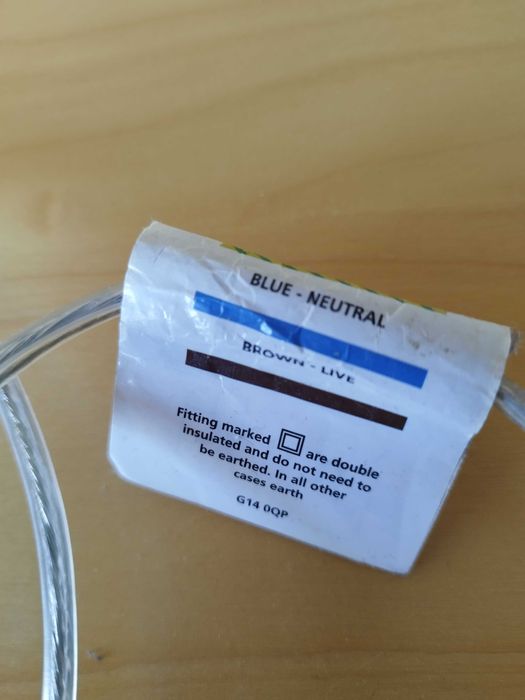 BLUE - NEUTRAL
BROWN - LIVE
Fitting marked are double
insulated and do not need to
be earthed. In all other
cases earth
G14 0QP